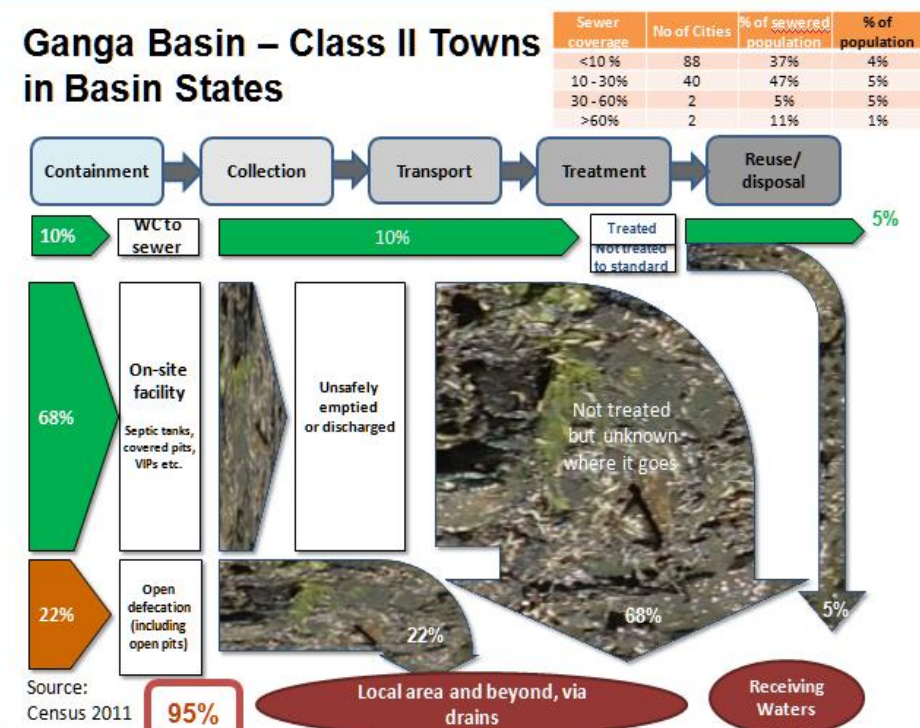 Ganga Basin – Class II Towns
in Basin States
Sewer coverage No of Cities % of sewered population % of population
<10 % 88 37% 4%
10-30% 40 47% 5%
30-60% 2 5% 5%
>60% 2 11% 1%
Containment
Collection
Transport
Treatment
Reuse/
disposal
10%
WC to
sewer
10%
Treated
Not treated
to standard
5%
68%
On-site
facility
Septic tanks,
covered pits,
VIPs etc.
Unsafely
emptied
or discharged
Not treated
but unknown
where it goes
68%
5%
22%
Open
defecation
(including
open pits)
22%
Source:
Census 2011
95%
Local area and beyond, via
drains
Receiving
Waters